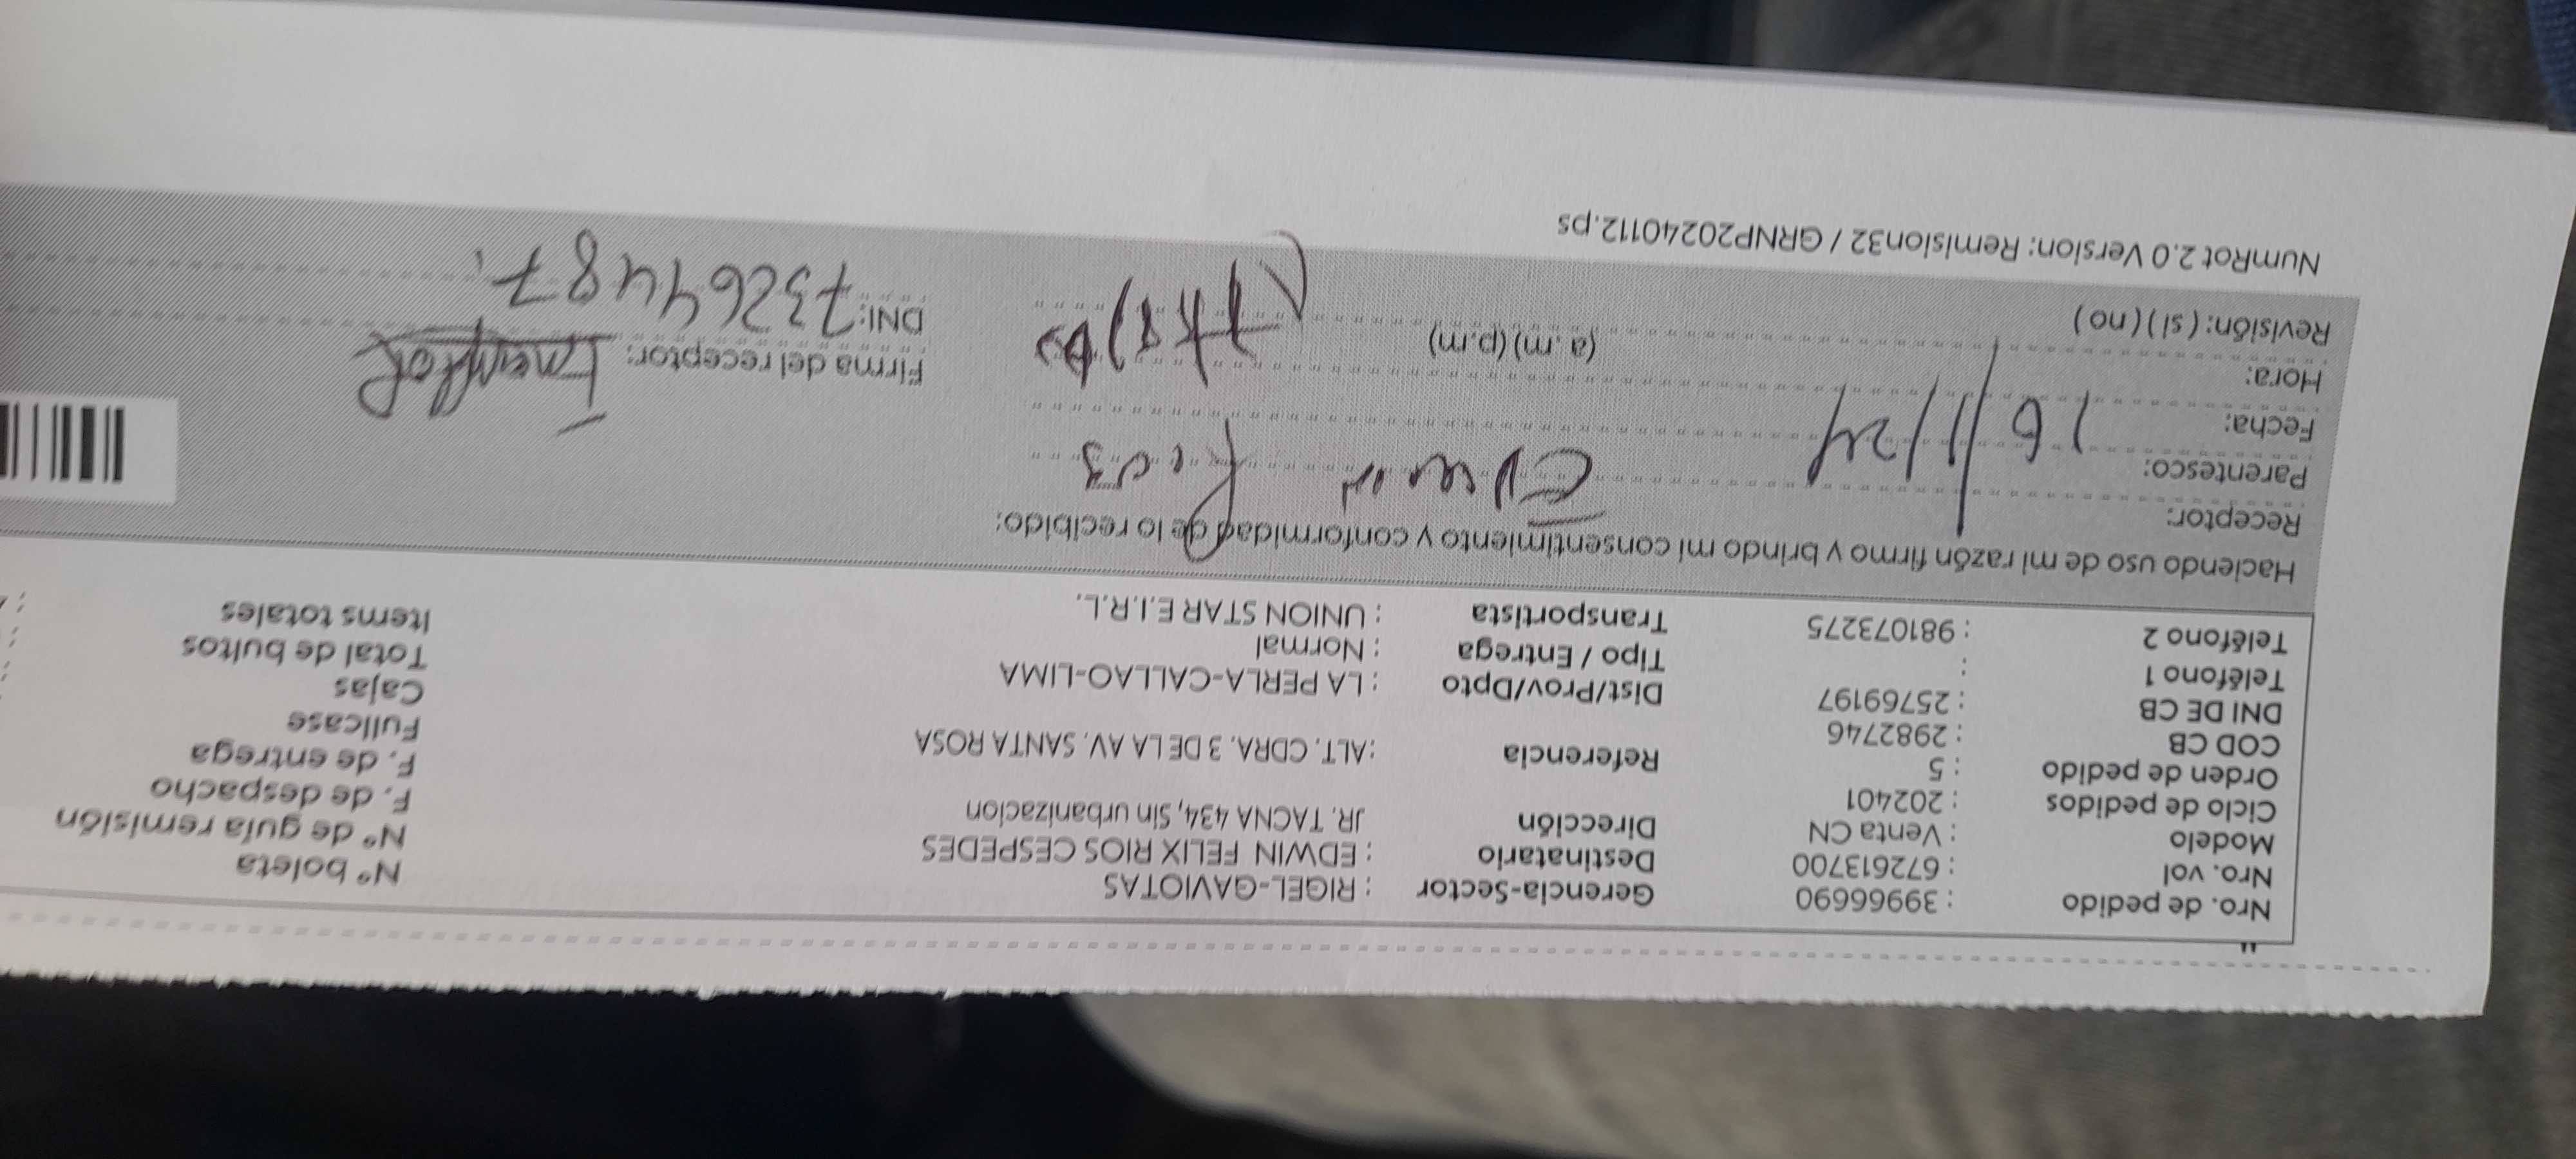 Nro. de pedido : 39966690 Gerencia-Sector : RIGEL-GAVIOTAS Nº boleta
Nro. vol : 672613700 Destinatario : EDWIN FELIX RIOS CESPEDES Nº de guía remisión
Modelo : Venta CN Dirección JR. TACNA 434, Sin urbanizacion F. de despacho
Ciclo de pedidos : 202401 F. de entrega
Orden de pedido : 5 Referencia : ALT. CDRA. 3 DE LA AV. SANTA ROSA Fullcase
COD CB : 2982746 Cajas
DNI DE CB : 25769197 Dist/Prov/Dpto : LA PERLA-CALLAO-LIMA Total de bultos
Teléfono 1 : Tipo / Entrega : Normal Items totales
Teléfono 2 : 981073275 Transportista : UNION STAR E.I.R.L.
Haciendo uso de mi razón firmo y brindo mi consentimiento y conformidad de lo recibido:
Receptor:
Parentesco:
Fecha: 16/1/24
Hora: (a.m) (p.m) Firma del receptor:
Revisión: (si) (no) DNI: 73264487
NumRot 2.0 Version: Remision32 / GRNP20240112.ps